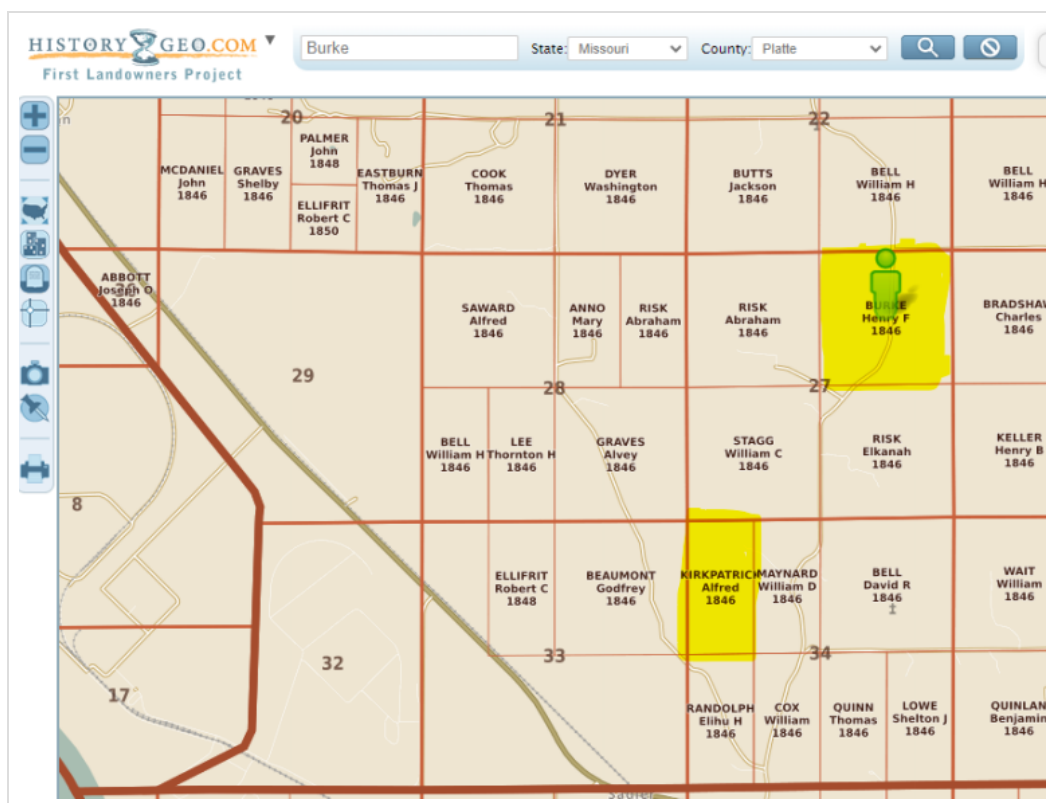 HISTORY GEO.COM
First Landowners Project
Burke
State: Missouri
County: Platte
20
21
22
MCDANIEL
John
1846
GRAVES
Shelby
1846
PALMER
John
1848
ELLIFRIT
Robert C
1850
EASTBURN
Thomas J
1846
COOK
Thomas
1846
DYER
Washington
1846
BUTTS
Jackson
1846
BELL
William H
1846
BELL
William H
1846
ABBOTT
Joseph O
1846
30
29
SAWARD
Alfred
1846
ANNO
Mary
1846
RISK
Abraham
1846
RISK
Abraham
1846
BURKE
Henry F
1846
BRADSHAW
Charles
1846
28
27
BELL
William H
1846
LEE
Thornton H
1846
GRAVES
Alvey
1846
STAGG
William C
1846
RISK
Elkanah
1846
KELLER
Henry B
1846
8
ELLIFRIT
Robert C
1848
BEAUMONT
Godfrey
1846
KIRKPATRICK
Alfred
1846
MAYNARD
William D
1846
BELL
David R
1846
WAIT
William
1846
32
33
34
17
RANDOLPH
Elihu H
1846
COX
William
1846
QUINN
Thomas
1846
LOWE
Shelton J
1846
QUINLAN
Benjamin
1846